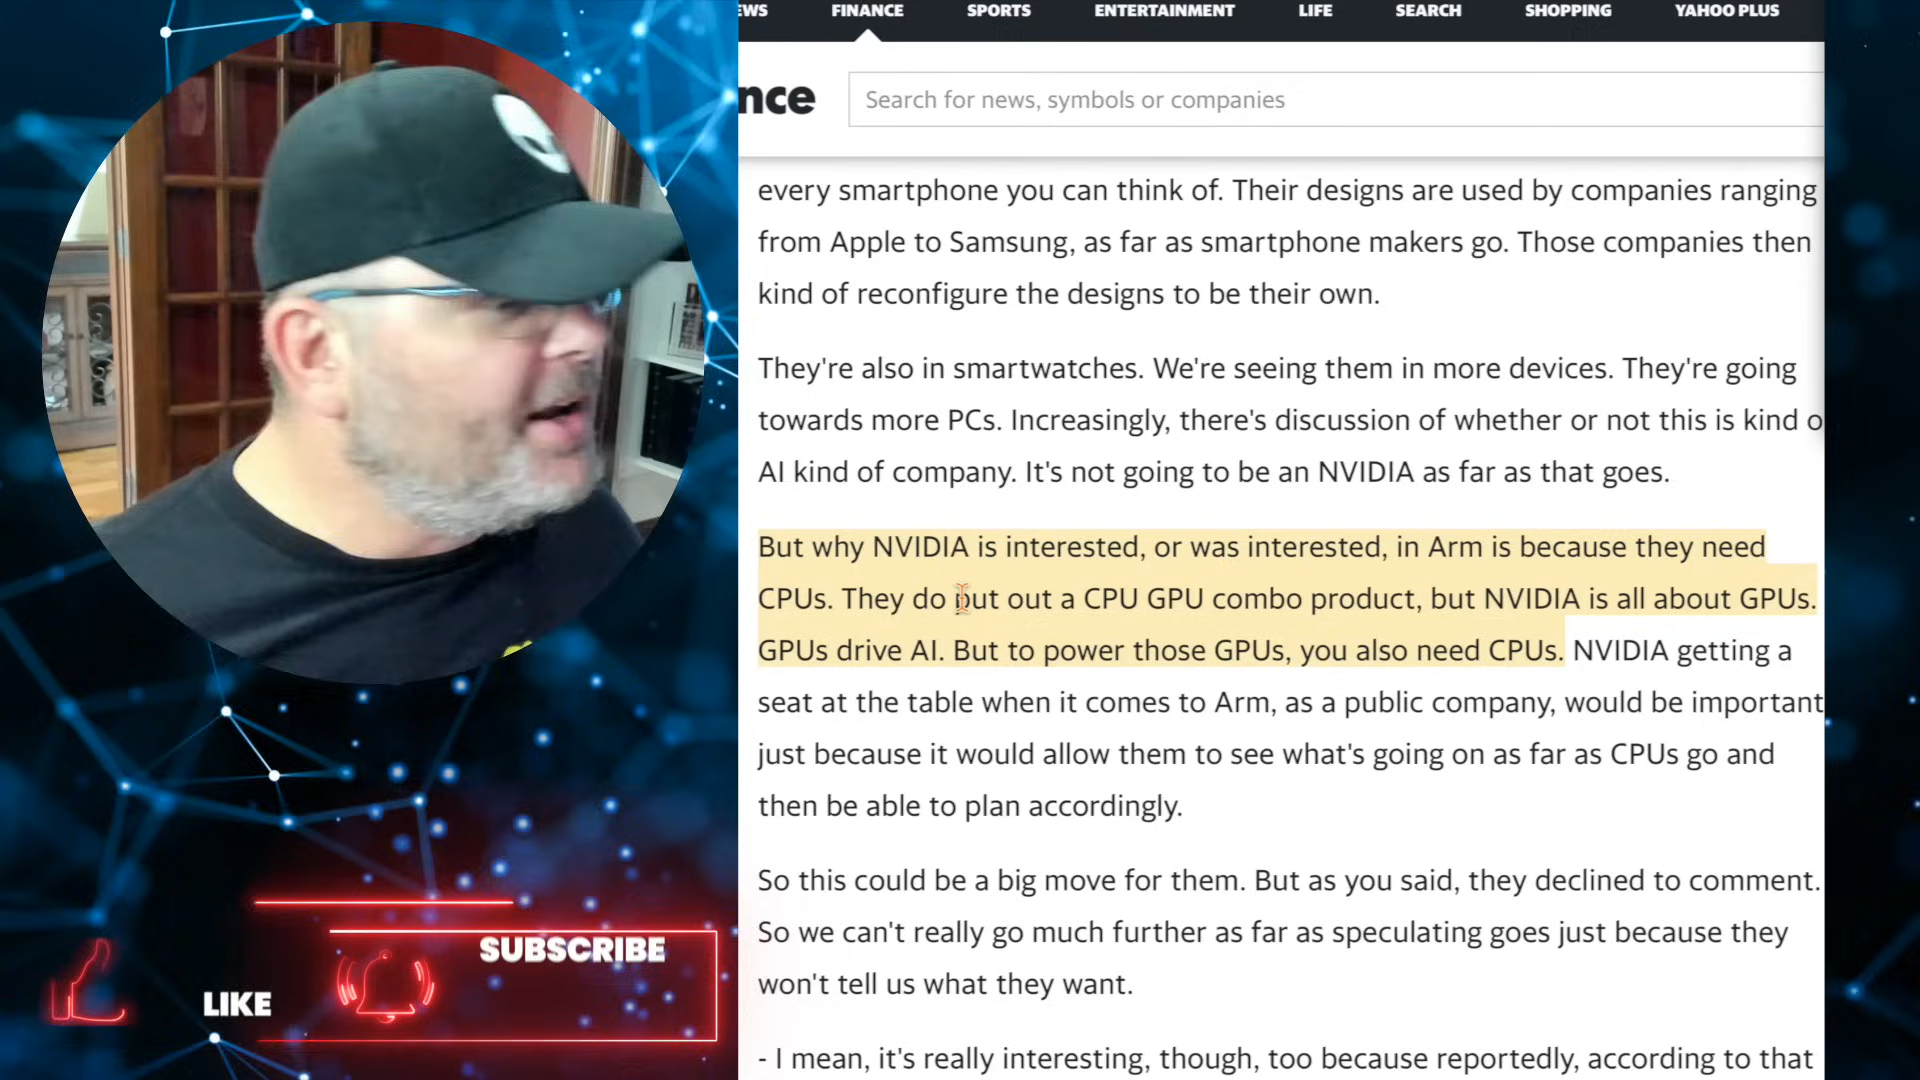 EWS FINANCE SPORTS ENTERTAINMENT LIFE SEARCH SHOPPING YAHOO PLUS
nce Search for news, symbols or companies
every smartphone you can think of. Their designs are used by companies ranging
from Apple to Samsung, as far as smartphone makers go. Those companies then
kind of reconfigure the designs to be their own.
They're also in smartwatches. We're seeing them in more devices. They're going
towards more PCs. Increasingly, there's discussion of whether or not this is kind o
AI kind of company. It's not going to be an NVIDIA as far as that goes.
But why NVIDIA is interested, or was interested, in Arm is because they need
CPUs. They do put out a CPU GPU combo product, but NVIDIA is all about GPUs.
GPUs drive AI. But to power those GPUs, you also need CPUs. NVIDIA getting a
seat at the table when it comes to Arm, as a public company, would be important
just because it would allow them to see what's going on as far as CPUs go and
then be able to plan accordingly.
So this could be a big move for them. But as you said, they declined to comment.
So we can't really go much further as far as speculating goes just because they
won't tell us what they want.
- I mean, it's really interesting, though, too because reportedly, according to that
LIKE
SUBSCRIBE